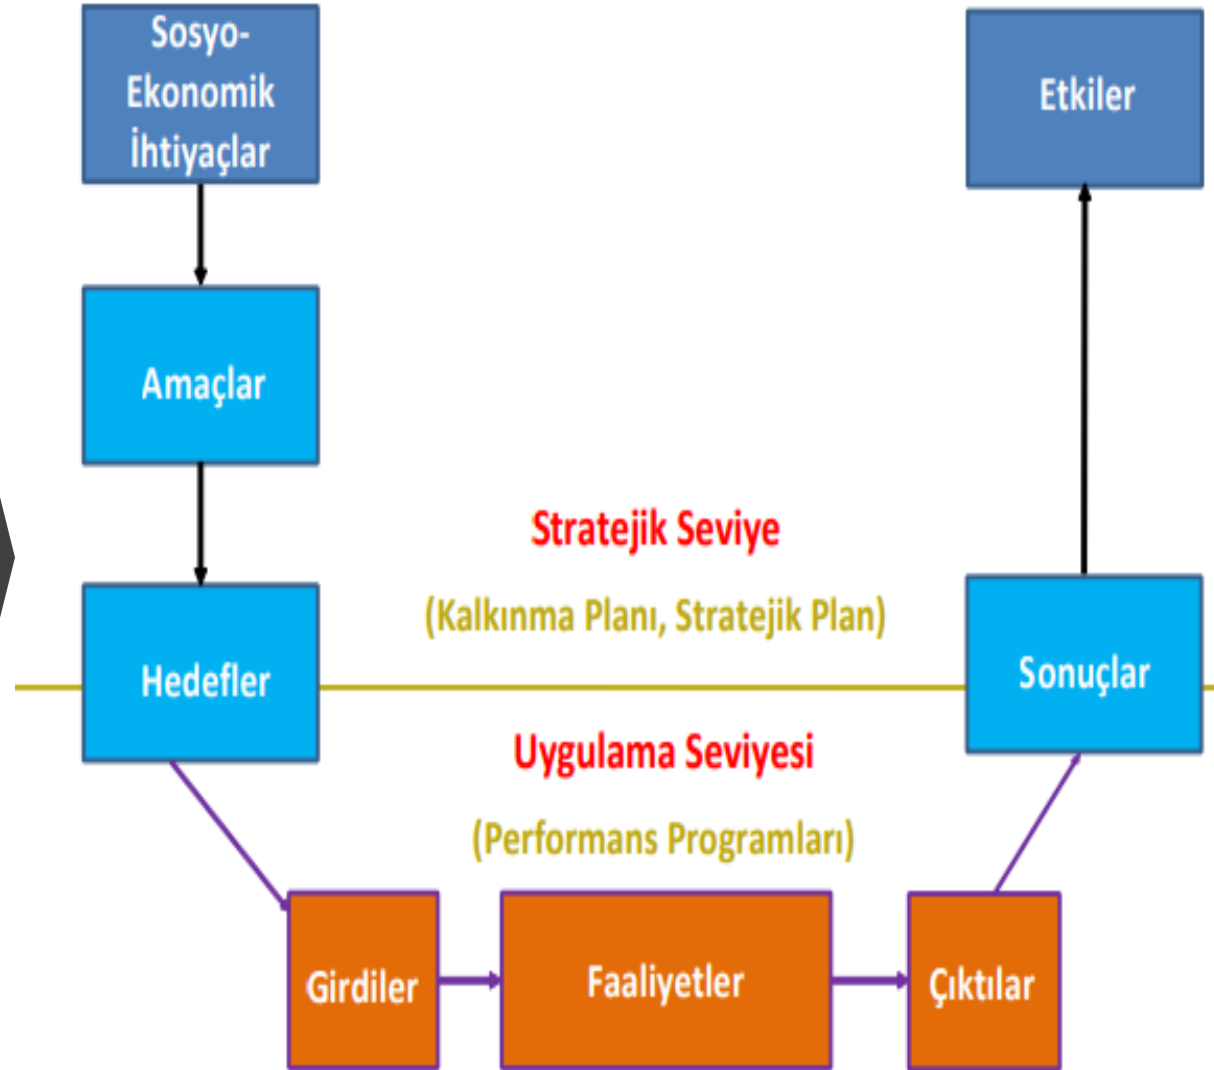 Sosyo-
Ekonomik
İhtiyaçlar
Etkiler
Amaçlar
Stratejik Seviye
(Kalkınma Planı, Stratejik Plan)
Hedefler
Sonuçlar
Uygulama Seviyesi
(Performans Programları)
Girdiler
Faaliyetler
Çıktılar